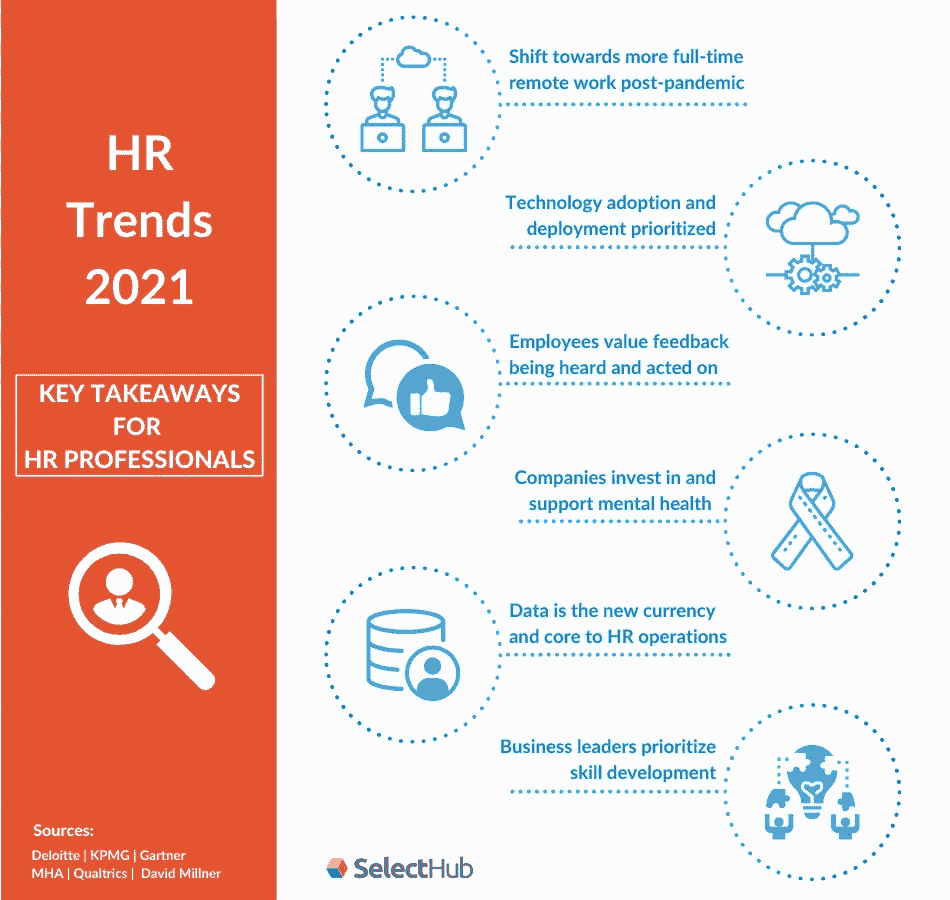 HR
Trends
2021
KEY TAKEAWAYS
FOR
HR PROFESSIONALS
Sources:
Deloitte | KPMG | Gartner
MHA | Qualtrics | David Millner
Shift towards more full-time
remote work post-pandemic
Technology adoption and
deployment prioritized
Employees value feedback
being heard and acted on
Companies invest in and
support mental health
Data is the new currency
and core to HR operations
Business leaders prioritize
skill development
SelectHub